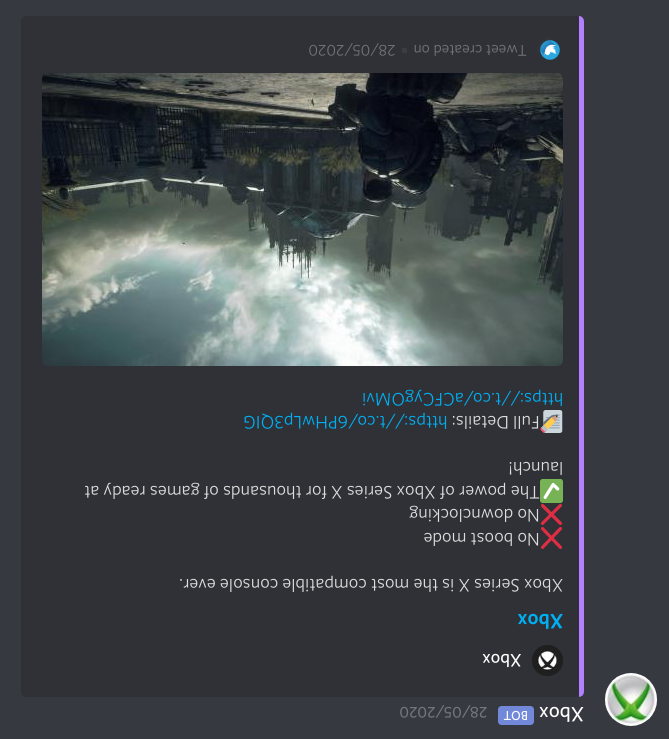 Xbox BOT 28/05/2020
Xbox
Xbox
Xbox Series X is the most compatible console ever.
❌No boost mode
❌No downclocking
✅The power of Xbox Series X for thousands of games ready at
launch!
📝Full Details: https://t.co/6PHwLp3QIG
https://t.co/aCFCygOMvi
Tweet created on • 28/05/2020